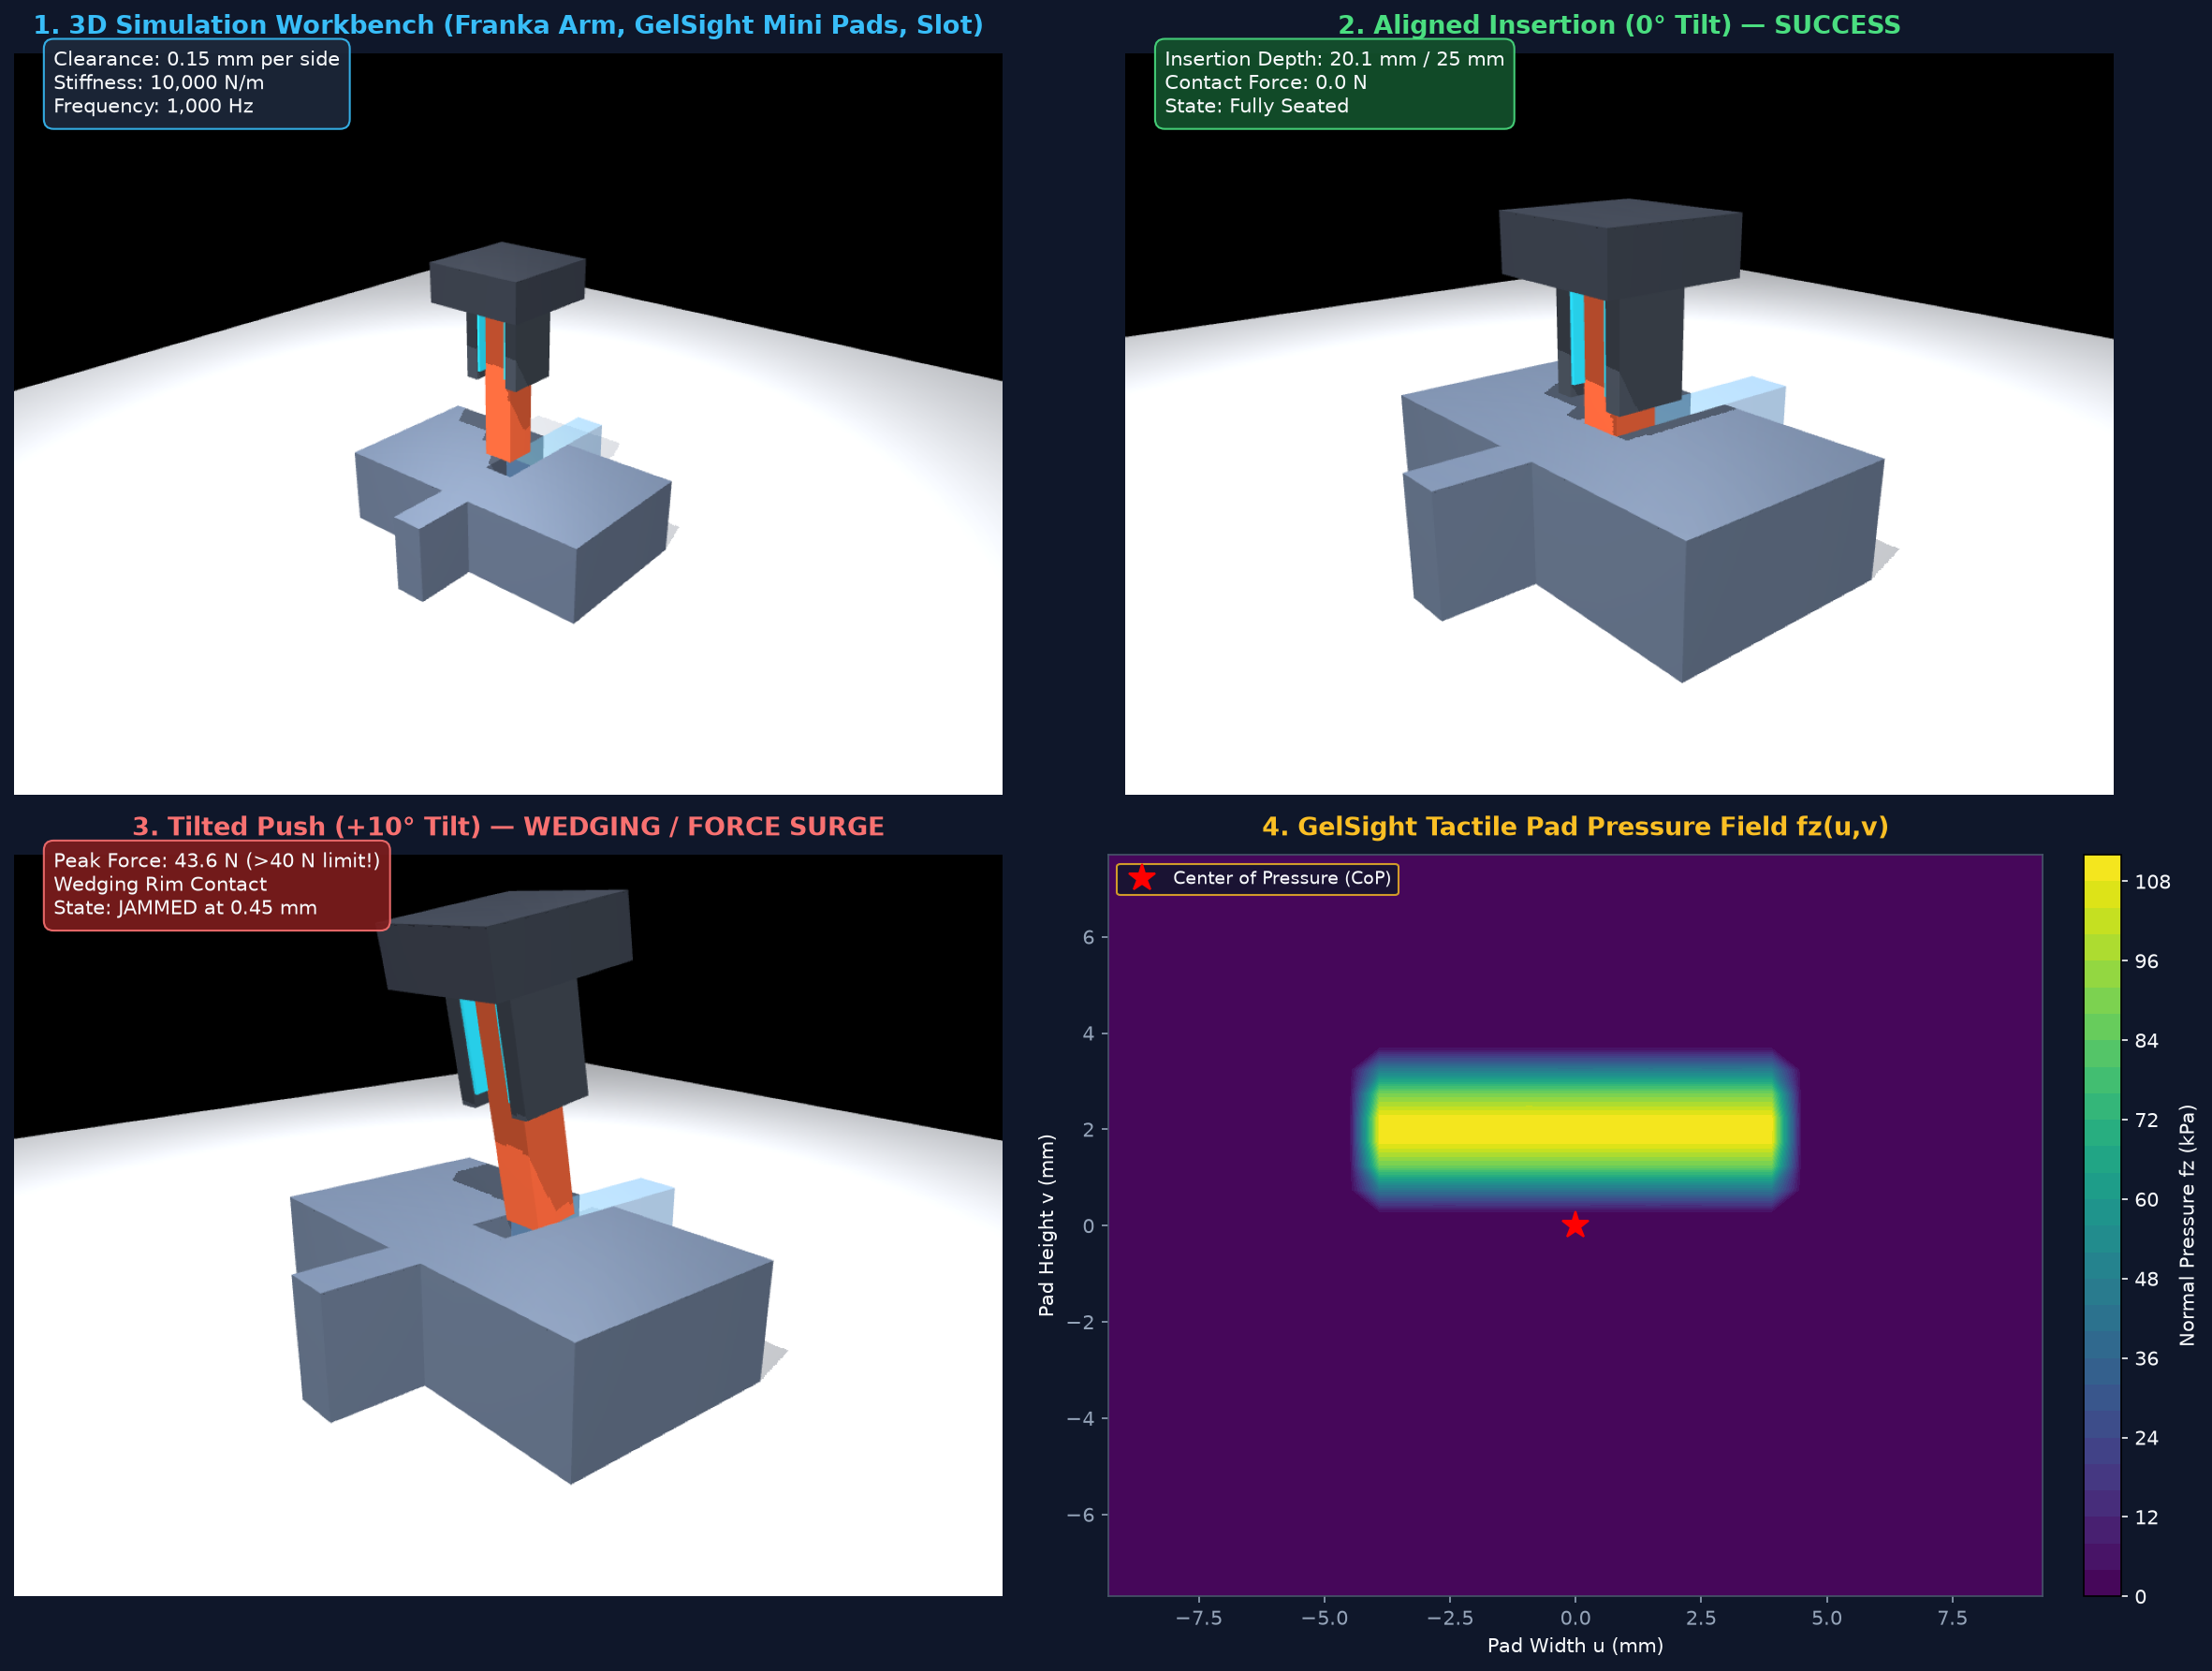 1. 3D Simulation Workbench (Franka Arm, GelSight Mini Pads, Slot)
Clearance: 0.15 mm per side
Stiffness: 10,000 N/m
Frequency: 1,000 Hz
2. Aligned Insertion (0° Tilt) — SUCCESS
Insertion Depth: 20.1 mm / 25 mm
Contact Force: 0.0 N
State: Fully Seated
3. Tilted Push (+10° Tilt) — WEDGING / FORCE SURGE
Peak Force: 43.6 N (>40 N limit!)
Wedging Rim Contact
State: JAMMED at 0.45 mm
4. GelSight Tactile Pad Pressure Field fz(u,v)
Center of Pressure (CoP)
Pad Height v (mm)
6
4
2
0
−2
−4
−6
−7.5
−5.0
−2.5
0.0
2.5
5.0
7.5
Pad Width u (mm)
108
96
84
72
60
48
36
24
12
0
Normal Pressure fz (kPa)